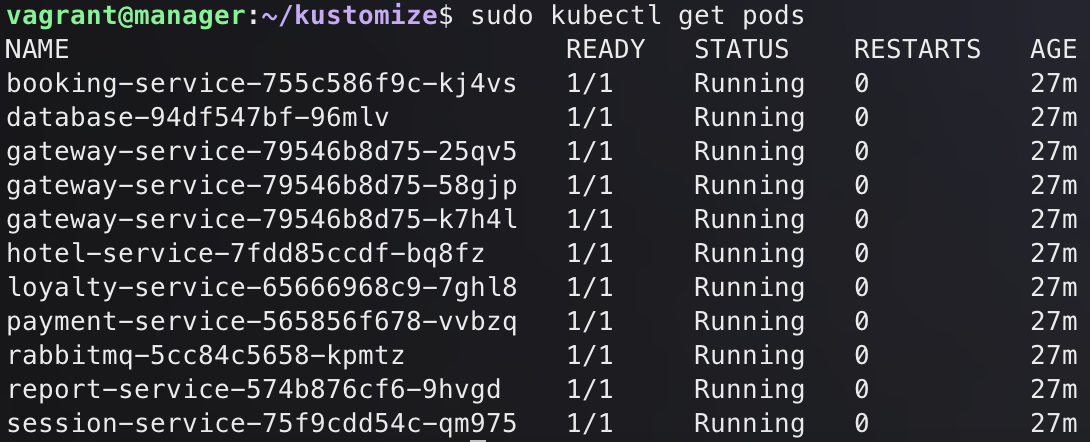 vagrant@manager:~/kustomize$ sudo kubectl get pods
NAME READY STATUS RESTARTS AGE
booking-service-755c586f9c-kj4vs 1/1 Running 0 27m
database-94df547bf-96mlv 1/1 Running 0 27m
gateway-service-79546b8d75-25qv5 1/1 Running 0 27m
gateway-service-79546b8d75-58gjp 1/1 Running 0 27m
gateway-service-79546b8d75-k7h4l 1/1 Running 0 27m
hotel-service-7fdd85ccdf-bq8fz 1/1 Running 0 27m
loyalty-service-65666968c9-7ghl8 1/1 Running 0 27m
payment-service-565856f678-vvbzq 1/1 Running 0 27m
rabbitmq-5cc84c5658-kpmtz 1/1 Running 0 27m
report-service-574b876cf6-9hvgd 1/1 Running 0 27m
session-service-75f9cdd54c-qm975 1/1 Running 0 27m